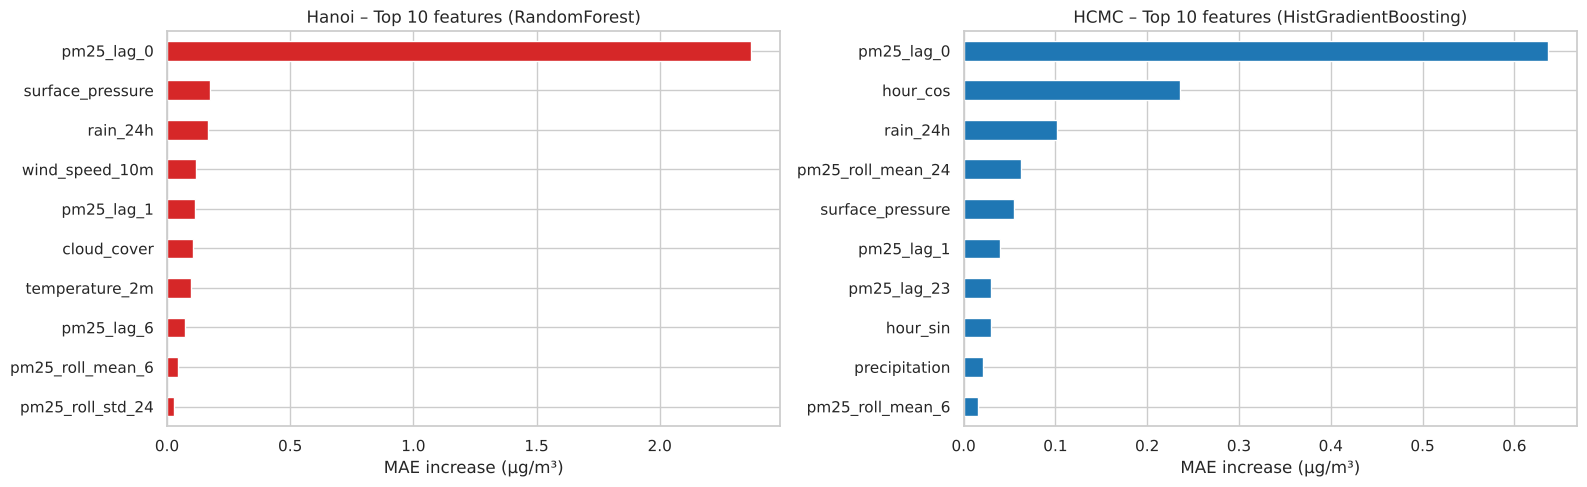 Hanoi – Top 10 features (RandomForest)
pm25_lag_0
surface_pressure
rain_24h
wind_speed_10m
pm25_lag_1
cloud_cover
temperature_2m
pm25_lag_6
pm25_roll_mean_6
pm25_roll_std_24
0.0 0.5 1.0 1.5 2.0
MAE increase (µg/m³)
HCMC – Top 10 features (HistGradientBoosting)
pm25_lag_0
hour_cos
rain_24h
pm25_roll_mean_24
surface_pressure
pm25_lag_1
pm25_lag_23
hour_sin
precipitation
pm25_roll_mean_6
0.0 0.1 0.2 0.3 0.4 0.5 0.6
MAE increase (µg/m³)